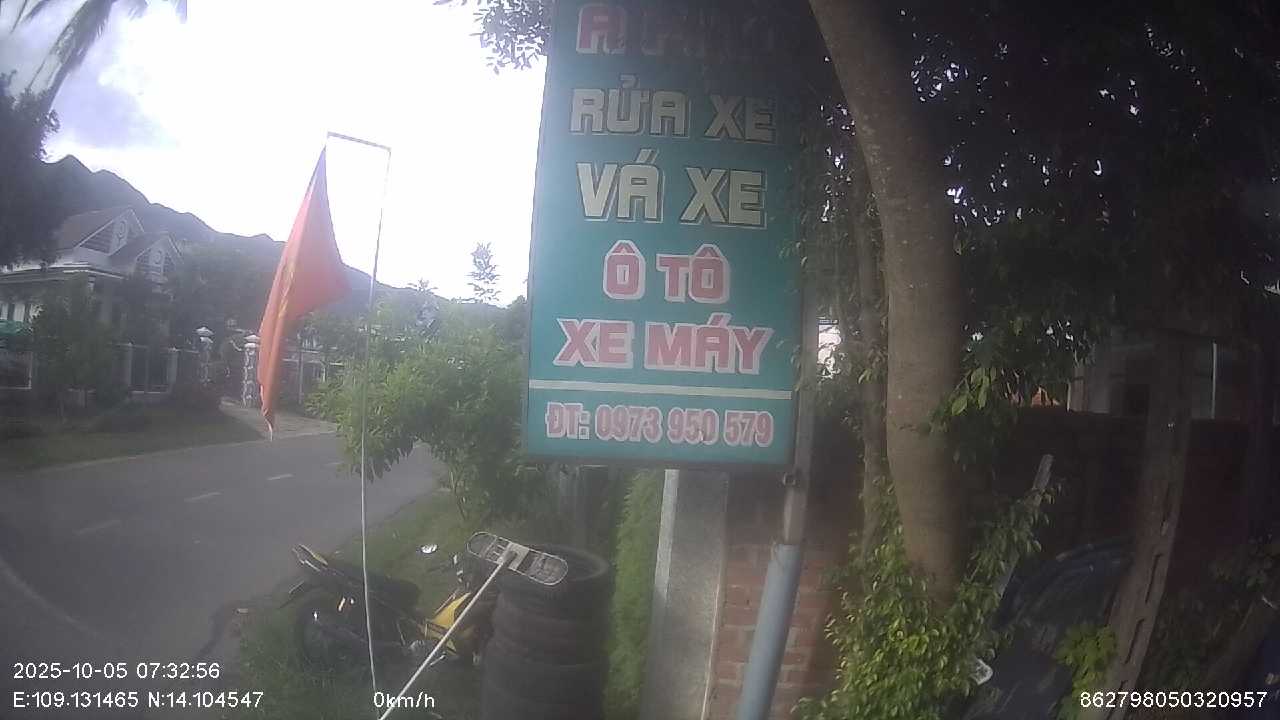 RỬA XE
VÁ XE
Ô TÔ
XE MÁY
ĐT: 0973 950 579
2025-10-05 07:32:56
E:109.131465 N:14.104547
0km/h
862798050320957